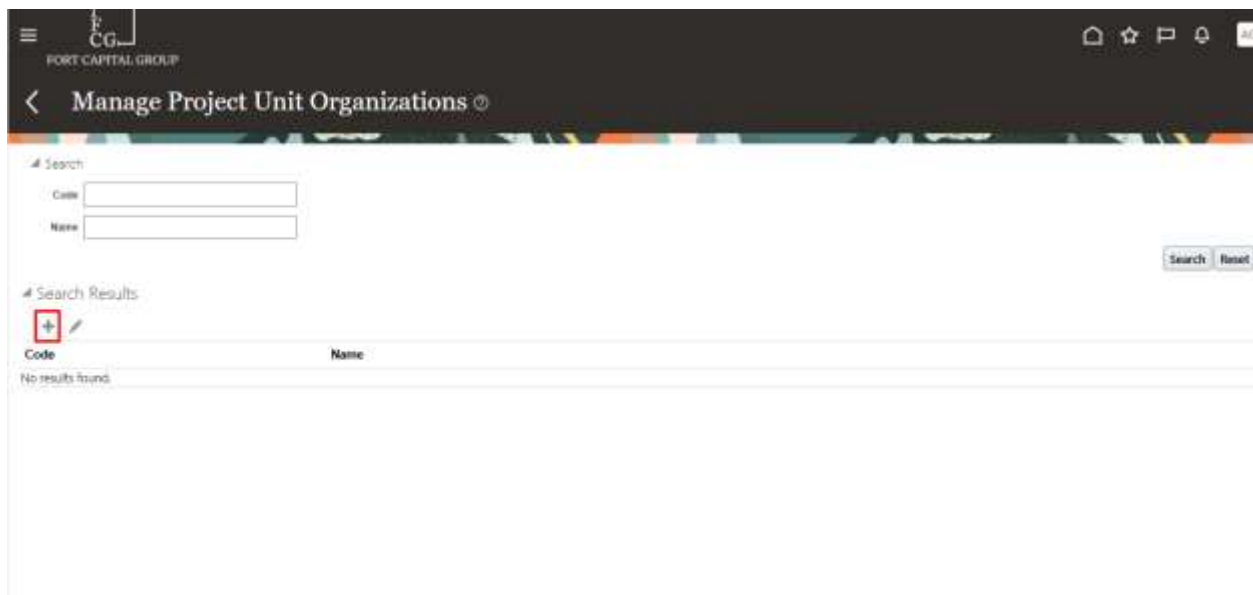 F
CG
FORT CAPITAL GROUP
Manage Project Unit Organizations
Search
Code
Name
Search Reset
Search Results
Code Name
No results found.